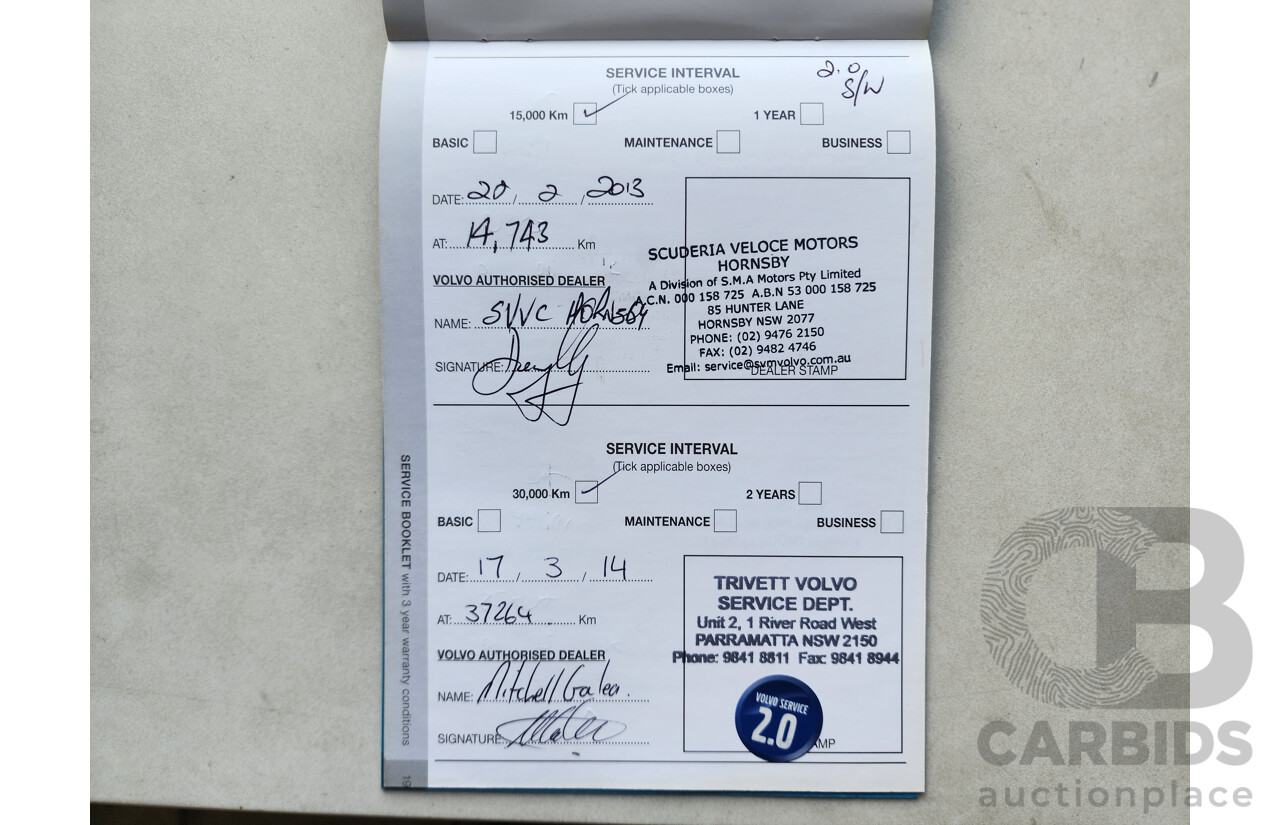 SERVICE INTERVAL
(Tick applicable boxes)
2.0
S/W
15,000 Km
1 YEAR
BASIC MAINTENANCE BUSINESS
DATE: 20 / 2 / 2013
AT: 14,743 Km
VOLVO AUTHORISED DEALER
NAME: SVVC HORNSBY
SIGNATURE:
SCUDERIA VELOCE MOTORS
HORNSBY
A Division of S.M.A Motors Pty Limited
A.C.N. 000 158 725 A.B.N 53 000 158 725
85 HUNTER LANE
HORNSBY NSW 2077
PHONE: (02) 9476 2150
FAX: (02) 9482 4746
Email: service@svmvolvo.com.au
DEALER STAMP
SERVICE INTERVAL
(Tick applicable boxes)
30,000 Km
2 YEARS
BASIC MAINTENANCE BUSINESS
DATE: 17 / 3 / 14
AT: 37264 Km
VOLVO AUTHORISED DEALER
NAME: Mitchell Galea.
SIGNATURE:
TRIVETT VOLVO
SERVICE DEPT.
Unit 2, 1 River Road West
PARRAMATTA NSW 2150
Phone: 9841 8811 Fax: 9841 8944
VOLVO SERVICE
2.0
AMP
SERVICE BOOKLET with 3 year warranty conditions
19
CB
CARBIDS
auctionplace